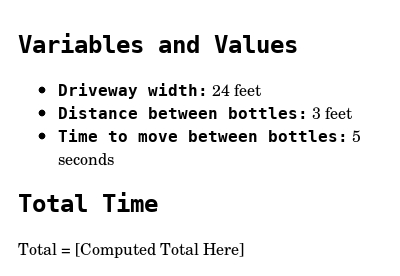 Variables and Values
Driveway width: 24 feet
Distance between bottles: 3 feet
Time to move between bottles: 5
seconds
Total Time
Total = [Computed Total Here]